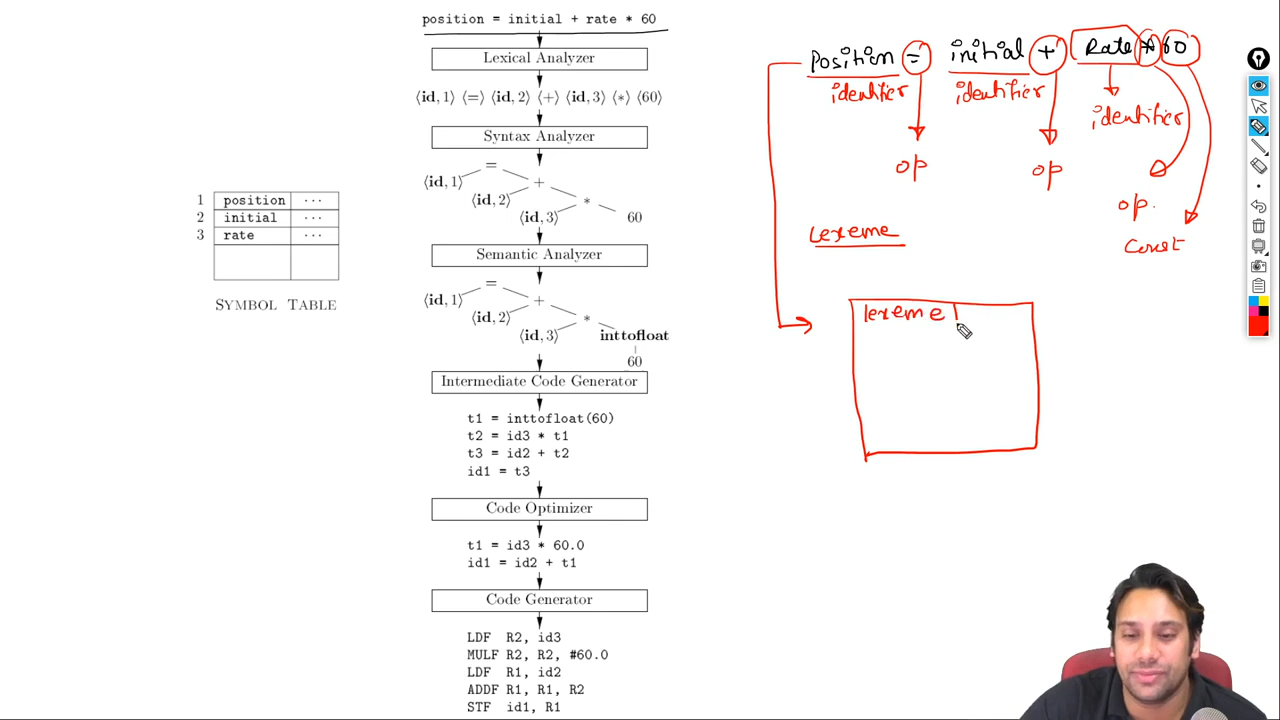 position = initial + rate * 60
Lexical Analyzer
⟨id, 1⟩ ⟨=⟩ ⟨id, 2⟩ ⟨+⟩ ⟨id, 3⟩ ⟨*⟩ ⟨60⟩
Syntax Analyzer
=
⟨id, 1⟩ +
⟨id, 2⟩ *
⟨id, 3⟩ 60
Semantic Analyzer
=
⟨id, 1⟩ +
⟨id, 2⟩ *
⟨id, 3⟩ inttofloat
60
Intermediate Code Generator
t1 = inttofloat(60)
t2 = id3 * t1
t3 = id2 + t2
id1 = t3
Code Optimizer
t1 = id3 * 60.0
id1 = id2 + t1
Code Generator
LDF R2, id3
MULF R2, R2, #60.0
LDF R1, id2
ADDF R1, R1, R2
STF id1, R1
1 position ···
2 initial ···
3 rate ···
SYMBOL TABLE
Position = initial + Rate * 60
identifier identifier identifier
op op op.
const
Lexeme
lexeme